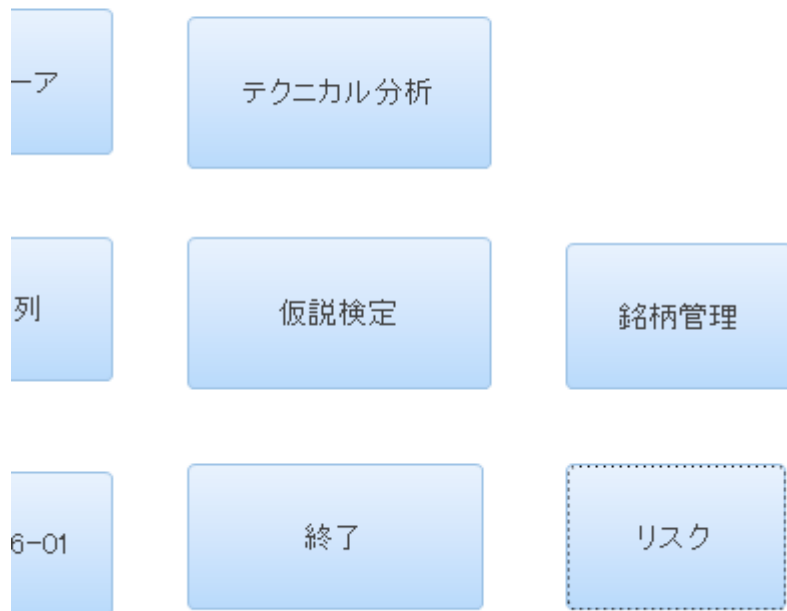 ーア
テクニカル分析
列
仮説検定
銘柄管理
6-01
終了
リスク